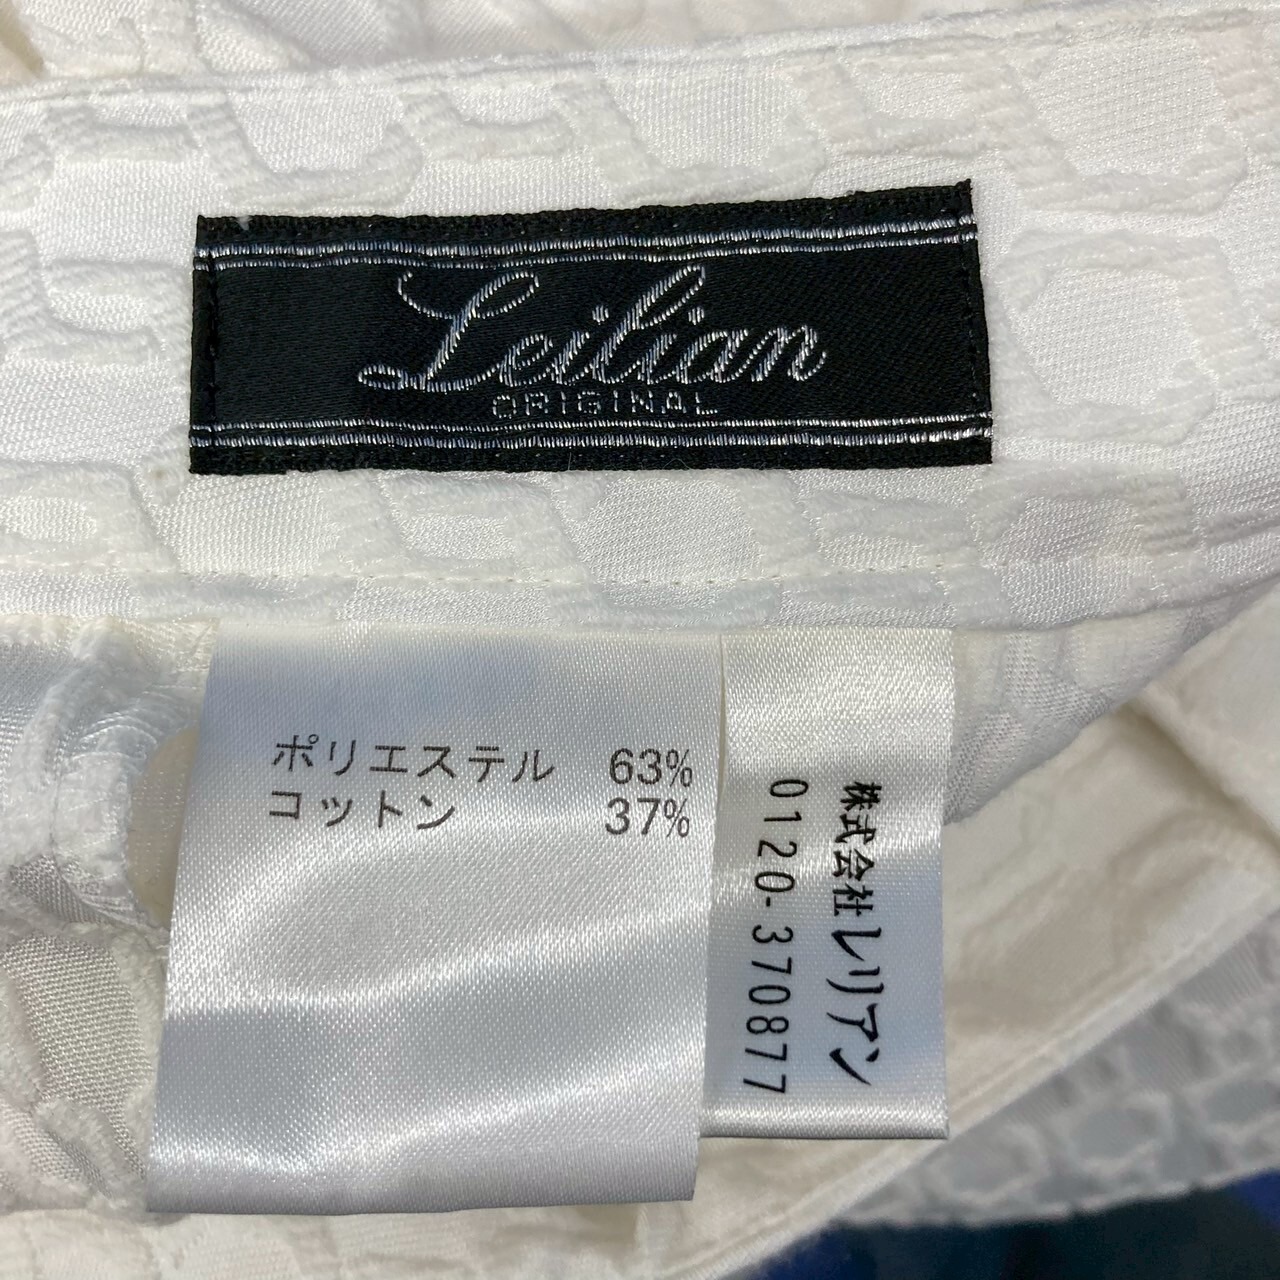 Leilian
ORIGINAL
ポリエステル 63%
コットン 37%
株式会社レリアン
0120-370877